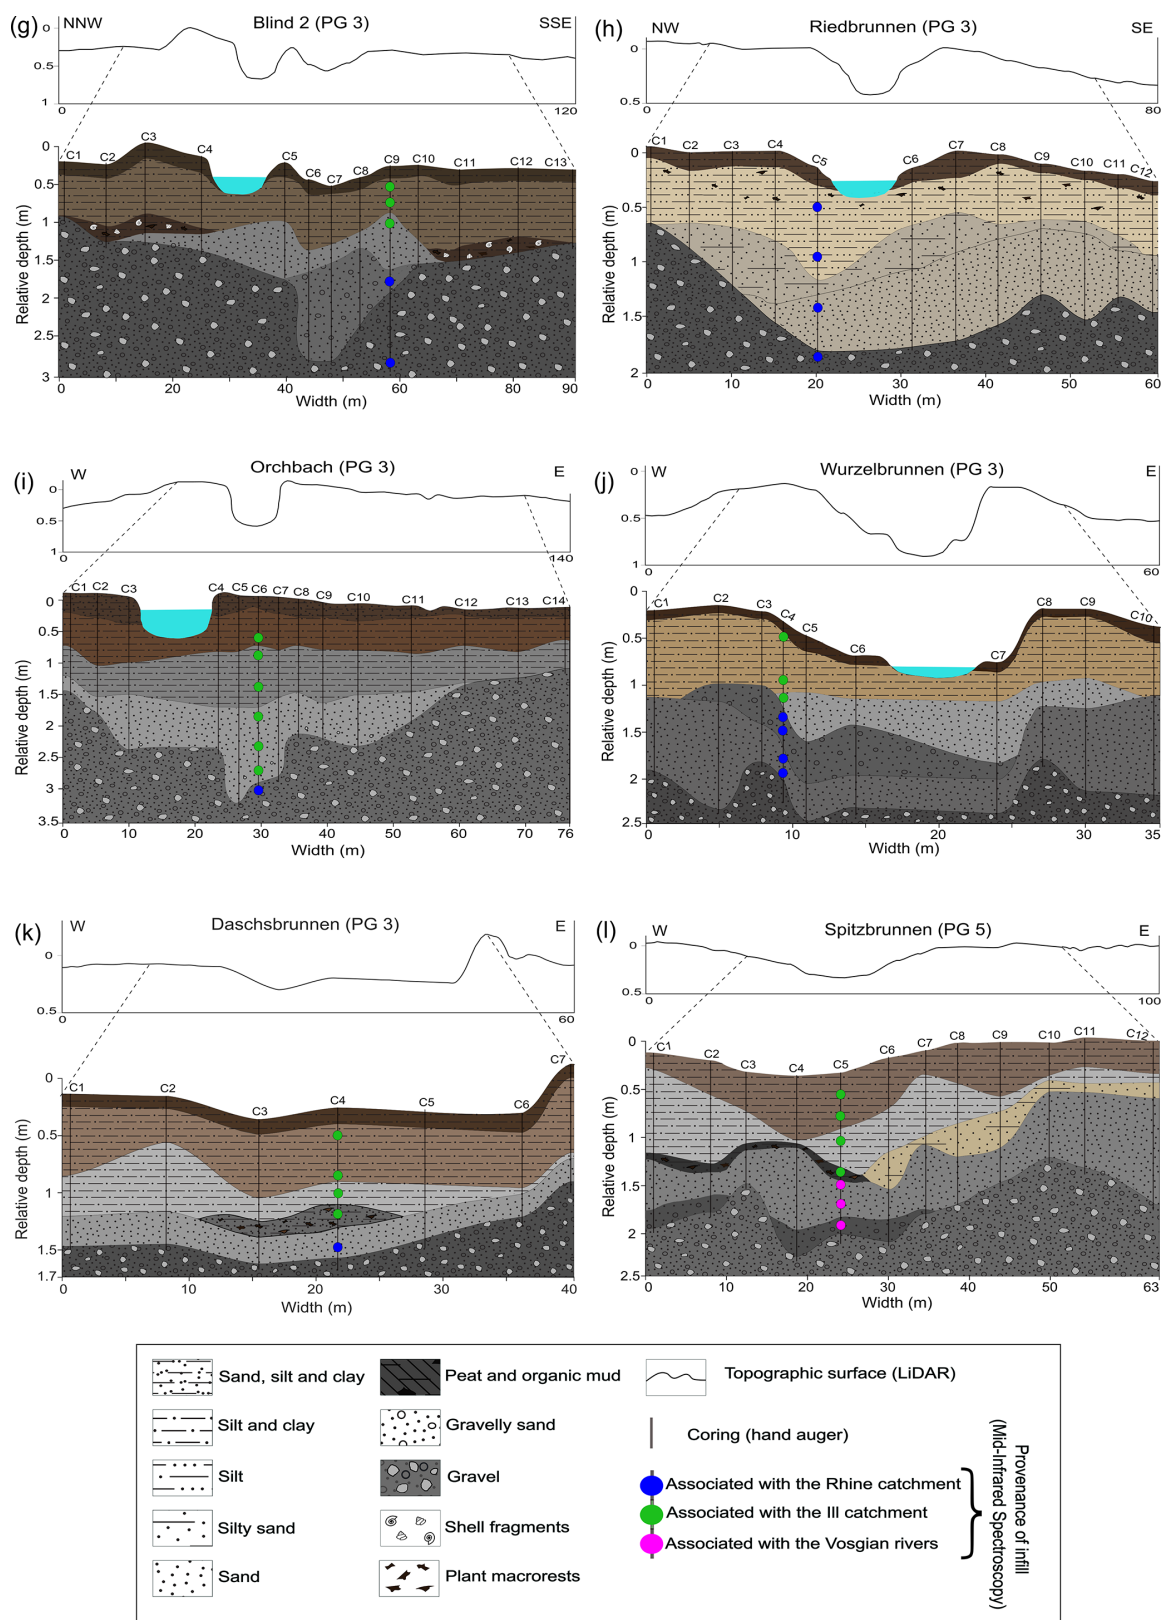 (g) NNW Blind 2 (PG 3) SSE
0
0.5
1
0 120
C1 C2 C3 C4 C5 C6 C7 C8 C9 C10 C11 C12 C13
Relative depth (m)
0
0.5
1
1.5
2
2.5
3
0 20 40 60 80 90
Width (m)
(h) NW Riedbrunnen (PG 3) SE
0
0.5
0 80
C1 C2 C3 C4 C5 C6 C7 C8 C9 C10 C11 C12
Relative depth (m)
0
0.5
1
1.5
2
0 10 20 30 40 50 60
Width (m)
(i) W Orchbach (PG 3) E
0
0.5
1
0 140
C1 C2 C3 C4 C5 C6 C7 C8 C9 C10 C11 C12 C13 C14
Relative depth (m)
0
0.5
1
1.5
2
2.5
3
3.5
0 10 20 30 40 50 60 70 76
Width (m)
(j) W Wurzelbrunnen (PG 3) E
0
0.5
1
0 60
C1 C2 C3 C4 C5 C6 C7 C8 C9 C10
Relative depth (m)
0
0.5
1
1.5
2
2.5
0 10 20 30 35
Width (m)
(k) W Daschsbrunnen (PG 3) E
0
0.5
0 60
C1 C2 C3 C4 C5 C6 C7
Relative depth (m)
0
0.5
1
1.5
1.7
0 10 20 30 40
Width (m)
(l) W Spitzbrunnen (PG 5) E
0
0.5
0 100
C1 C2 C3 C4 C5 C6 C7 C8 C9 C10 C11 C12
Relative depth (m)
0
0.5
1
1.5
2
2.5
0 10 20 30 40 50 63
Width (m)
Sand, silt and clay
Silt and clay
Silt
Silty sand
Sand
Peat and organic mud
Gravelly sand
Gravel
Shell fragments
Plant macrorests
Topographic surface (LiDAR)
Coring (hand auger)
Associated with the Rhine catchment
Associated with the Ill catchment
Associated with the Vosgian rivers
Provenance of infill
(Mid-Infrared Spectroscopy)